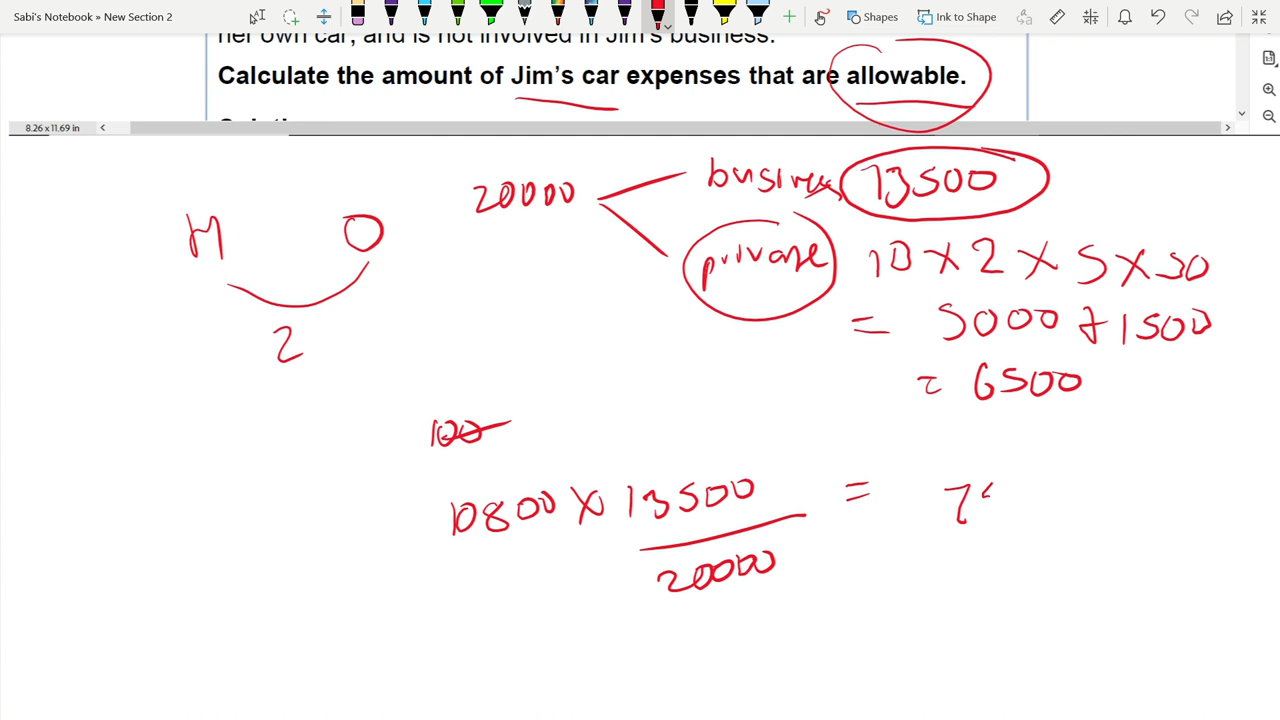 Sabi's Notebook » New Section 2
Shapes
Ink to Shape
her own car, and is not involved in Jim's business.
Calculate the amount of Jim's car expenses that are allowable.
8.26 x 11.69 in
20000
business 13500
private 10 x 2 x 5 x 50
= 5000 + 1500
= 6500
H O
2
100
10800 x 13500 =
20000